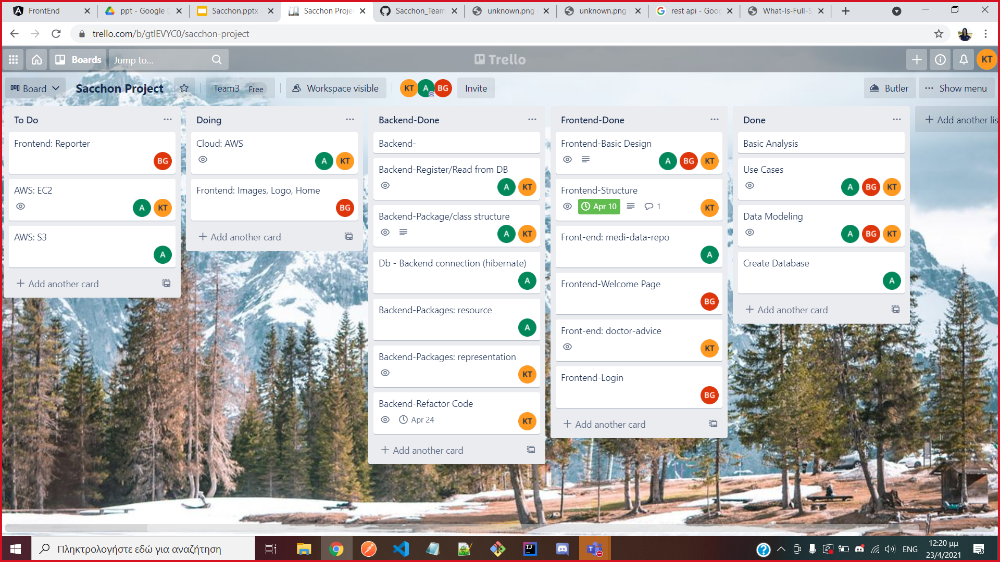 FrontEnd
ppt - Google D
Sacchon.pptx
Sacchon Proje
Sacchon_Team
unknown.png
unknown.png
rest api - Goog
What-Is-Full-S
trello.com/b/gtlEVYC0/sacchon-project
Boards
Jump to...
Trello
KT
Board
Sacchon Project
Team3 Free
Workspace visible
KT A BG
Invite
Butler
Show menu
To Do
Frontend: Reporter
BG
AWS: EC2
A KT
AWS: S3
A
Add another card
Doing
Cloud: AWS
A KT
Frontend: Images, Logo, Home
BG
Add another card
Backend-Done
Backend-
Backend-Register/Read from DB
A KT
Backend-Package/class structure
A KT
Db - Backend connection (hibernate)
A
Backend-Packages: resource
A
Backend-Packages: representation
KT
Backend-Refactor Code
Apr 24
KT
Add another card
Frontend-Done
Frontend-Basic Design
A BG KT
Frontend-Structure
Apr 10 1
KT
Front-end: medi-data-repo
A
Frontend-Welcome Page
BG
Front-end: doctor-advice
KT
Frontend-Login
BG
Add another card
Done
Basic Analysis
Use Cases
A BG KT
Data Modeling
A BG KT
Create Database
A
Add another card
Add another lis
Πληκτρολογήστε εδώ για αναζήτηση
ENG
12:20 μμ
23/4/2021